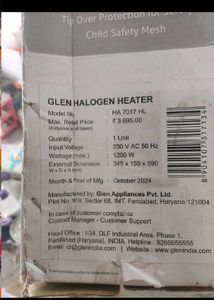 Tip Over Protection for Safety
Child Safety Mesh
GLEN HALOGEN HEATER
Model No. : HA 7017 HL
Max. Retail Price : ₹ 3 695.00
(Inclusive of all taxes)
Quantity : 1 Unit
Input Voltage : 230 V AC 50 Hz
Wattage (max.) : 1200 W
External Dimension : 345 x 159 x 590
W x D x H (mm)
Month & Year of Mfg. : October 2024
Manufactured by: Glen Appliances Pvt. Ltd.
Plot No. 119, Sector 68, IMT, Faridabad, Haryana 121004
In case of customer complaints
Contact Manager - Customer Support
Head Office : I-34, DLF Industrial Area, Phase 1,
Faridabad (Haryana), INDIA. Helpline : 9266655555
Email : cr@glenindia.com | Website : www.glenindia.com